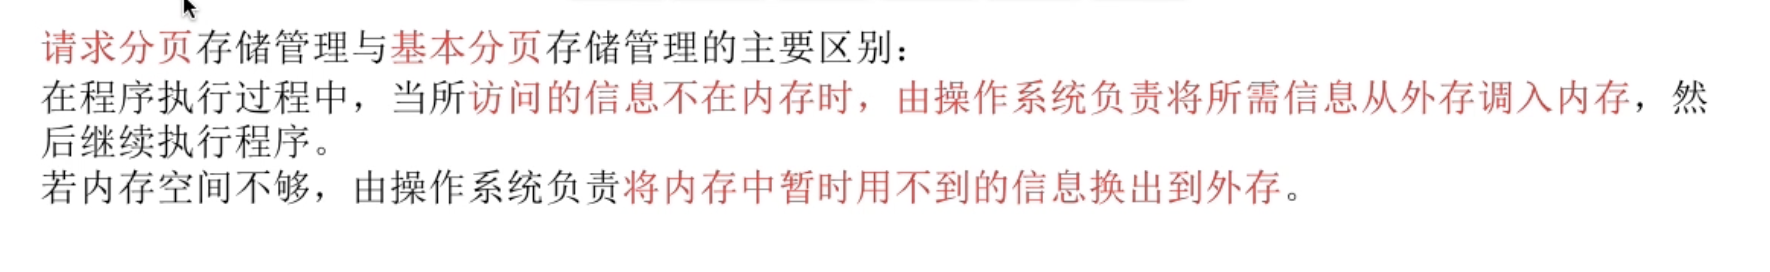 请求分页存储管理与基本分页存储管理的主要区别：
在程序执行过程中，当所访问的信息不在内存时，由操作系统负责将所需信息从外存调入内存，然
后继续执行程序。
若内存空间不够，由操作系统负责将内存中暂时用不到的信息换出到外存。